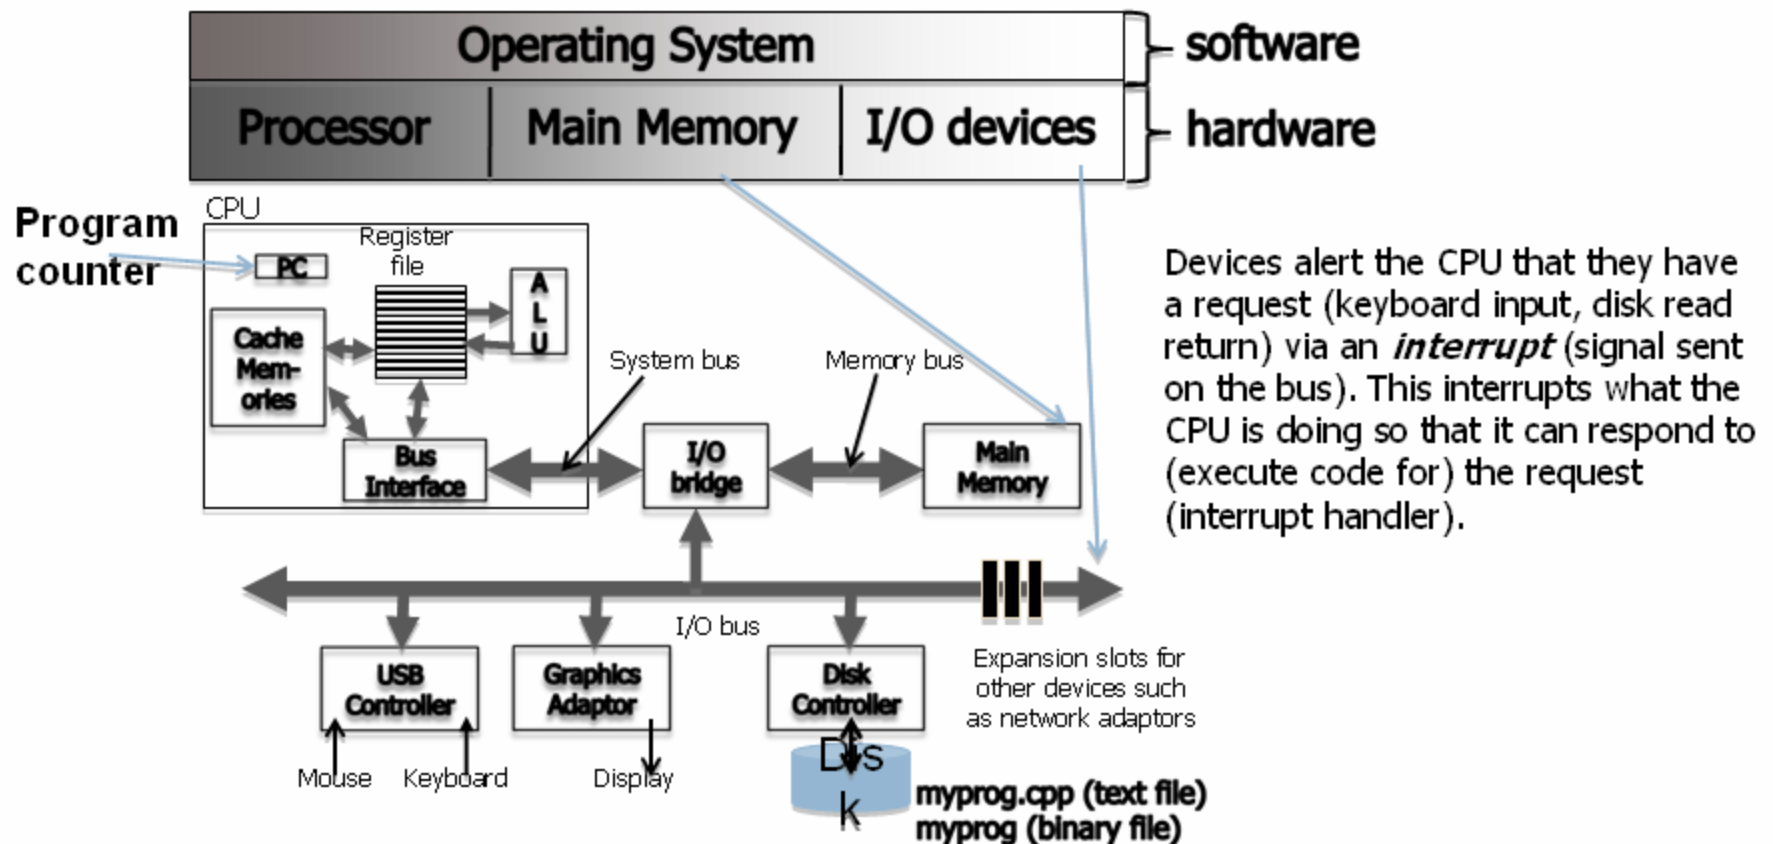 Operating System
software
Processor
Main Memory
I/O devices
hardware
Program
counter
CPU
PC
Register
file
A
L
U
Cache
Mem-
ories
Bus
Interface
System bus
I/O
bridge
Memory bus
Main
Memory
Devices alert the CPU that they have
a request (keyboard input, disk read
return) via an interrupt (signal sent
on the bus). This interrupts what the
CPU is doing so that it can respond to
(execute code for) the request
(interrupt handler).
I/O bus
USB
Controller
Graphics
Adaptor
Disk
Controller
Expansion slots for
other devices such
as network adaptors
Mouse
Keyboard
Display
Dis
k
myprog.cpp (text file)
myprog (binary file)